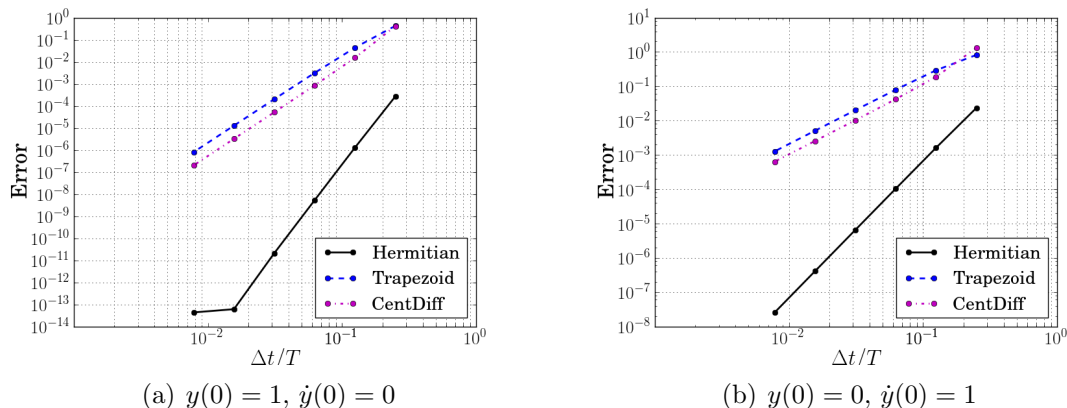 10^1
10^0
10^-1
10^-2
10^-3
10^-4
10^-5
10^-6
10^-7
10^-8
10^-9
10^-10
10^-11
10^-12
10^-13
10^-14
Error
10^-2
10^-1
10^0
Δt/T
Hermitian
Trapezoid
CentDiff
(a) y(0) = 1, ẏ(0) = 0
10^1
10^0
10^-1
10^-2
10^-3
10^-4
10^-5
10^-6
10^-7
10^-8
Error
10^-2
10^-1
10^0
Δt/T
Hermitian
Trapezoid
CentDiff
(b) y(0) = 0, ẏ(0) = 1